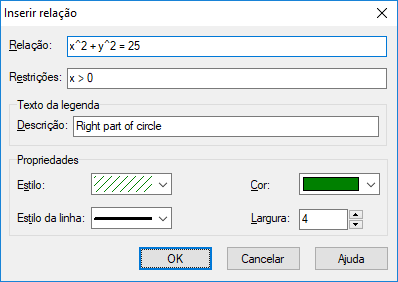 Inserir relação
Relação: x^2 + y^2 = 25
Restrições: x > 0
Texto da legenda
Descrição: Right part of circle
Propriedades
Estilo: Cor:
Estilo da linha: Largura: 4
OK Cancelar Ajuda